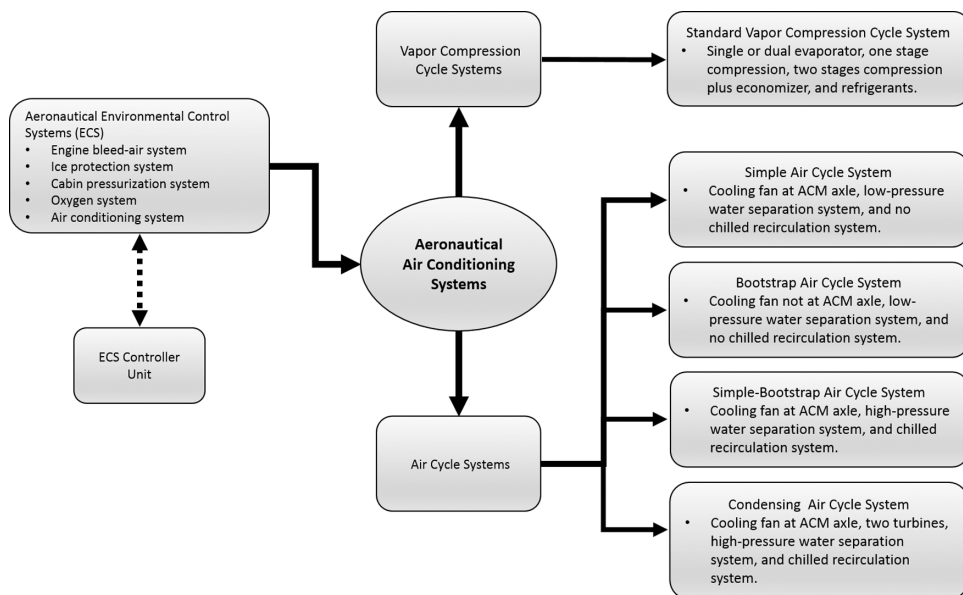 Aeronautical Environmental Control
Systems (ECS)
• Engine bleed-air system
• Ice protection system
• Cabin pressurization system
• Oxygen system
• Air conditioning system
ECS Controller
Unit
Aeronautical
Air Conditioning
Systems
Vapor Compression
Cycle Systems
Air Cycle Systems
Standard Vapor Compression Cycle System
• Single or dual evaporator, one stage
compression, two stages compression
plus economizer, and refrigerants.
Simple Air Cycle System
• Cooling fan at ACM axle, low-pressure
water separation system, and no
chilled recirculation system.
Bootstrap Air Cycle System
• Cooling fan not at ACM axle, low-
pressure water separation system, and
no chilled recirculation system.
Simple-Bootstrap Air Cycle System
• Cooling fan at ACM axle, high-pressure
water separation system, and chilled
recirculation system.
Condensing Air Cycle System
• Cooling fan at ACM axle, two turbines,
high-pressure water separation
system, and chilled recirculation
system.